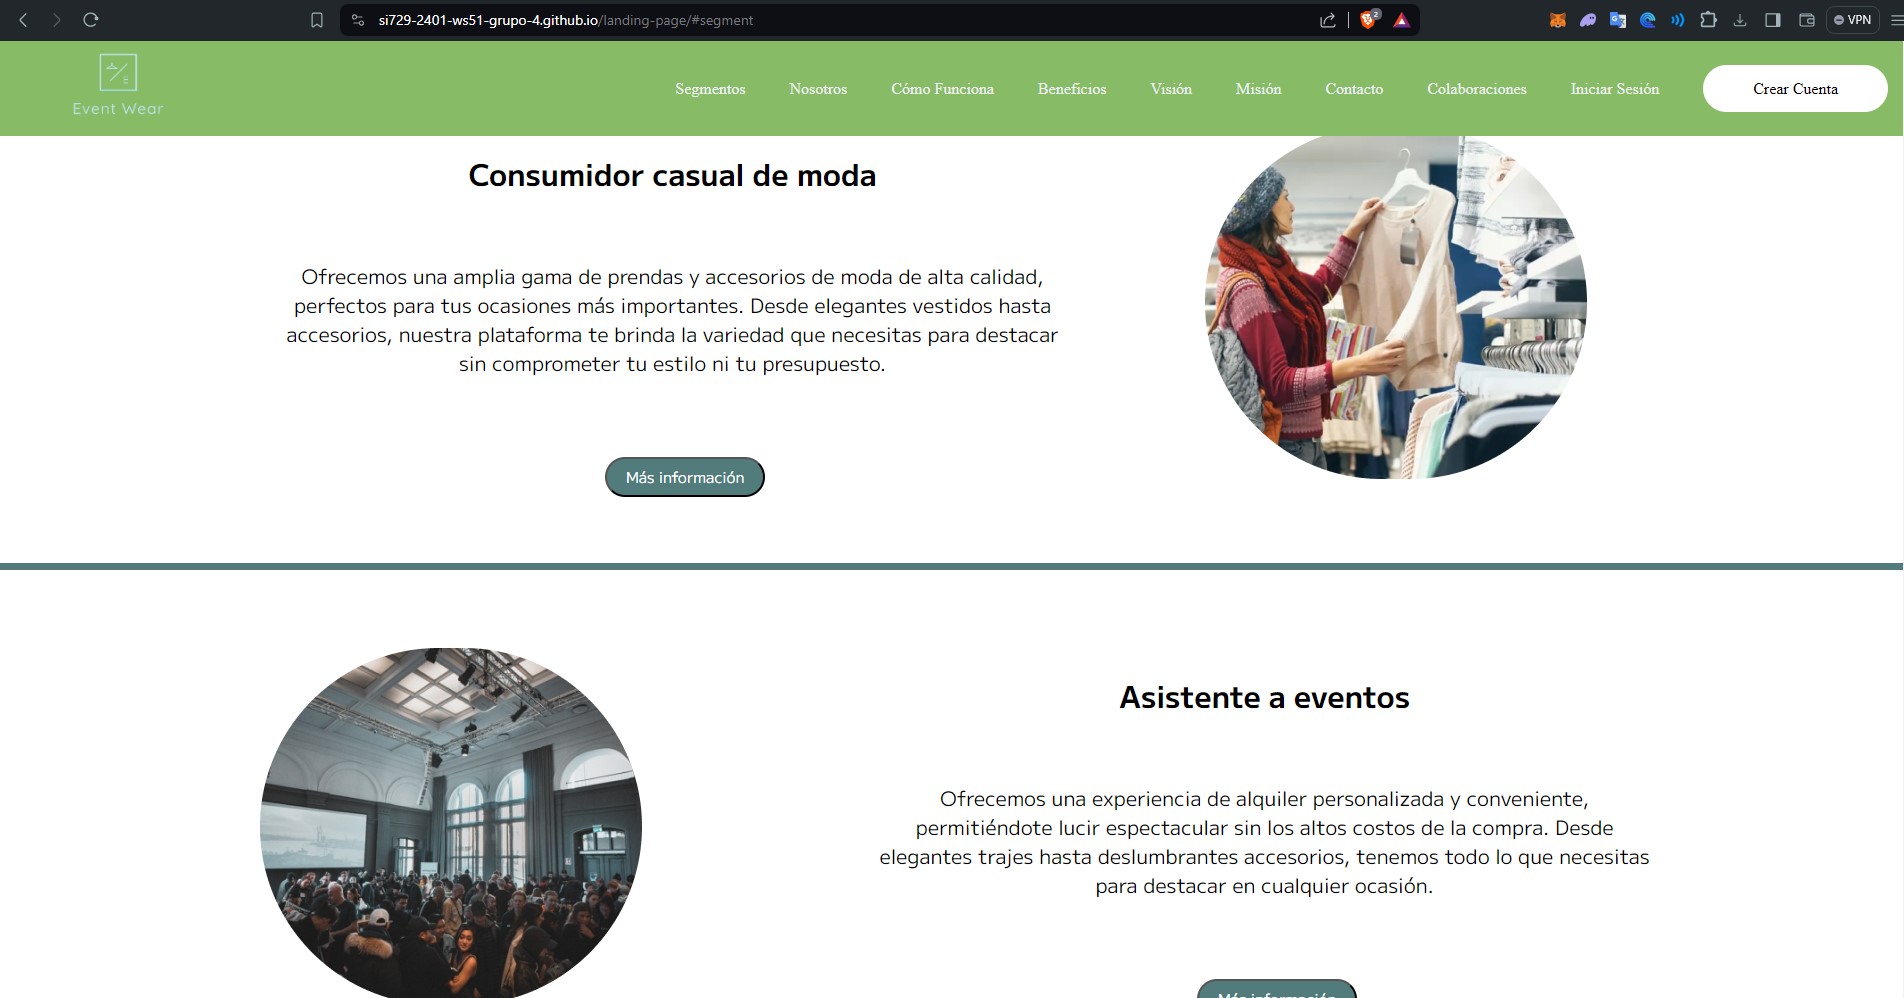 si729-2401-ws51-grupo-4.github.io/landing-page/#segment
2
VPN
Event Wear
Segmentos
Nosotros
Cómo Funciona
Beneficios
Visión
Misión
Contacto
Colaboraciones
Iniciar Sesión
Crear Cuenta
Consumidor casual de moda
Ofrecemos una amplia gama de prendas y accesorios de moda de alta calidad,
perfectos para tus ocasiones más importantes. Desde elegantes vestidos hasta
accesorios, nuestra plataforma te brinda la variedad que necesitas para destacar
sin comprometer tu estilo ni tu presupuesto.
Más información
Asistente a eventos
Ofrecemos una experiencia de alquiler personalizada y conveniente,
permitiéndote lucir espectacular sin los altos costos de la compra. Desde
elegantes trajes hasta deslumbrantes accesorios, tenemos todo lo que necesitas
para destacar en cualquier ocasión.
Más información